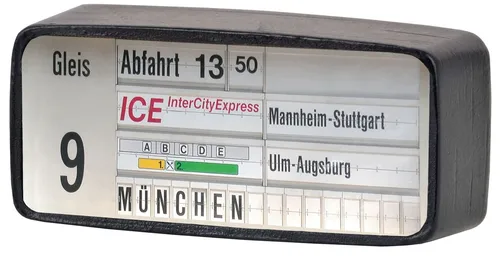 Gleis
9
Abfahrt 13 50
ICE InterCityExpress
Mannheim-Stuttgart
A B C D E
1. 2.
Ulm-Augsburg
MÜNCHEN